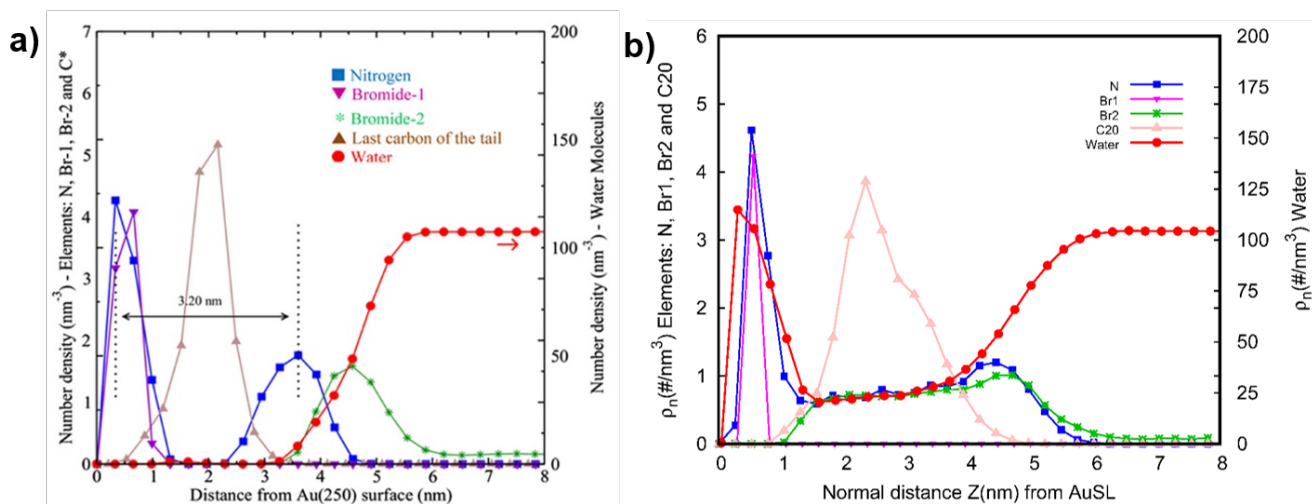 a)
Number density (nm⁻³) - Elements: N, Br-1, Br-2 and C*
7
6
5
4
3
2
1
0
Nitrogen
Bromide-1
Bromide-2
Last carbon of the tail
Water
3.20 nm
200
150
100
50
0
Number density (nm⁻³) - Water Molecules
0 1 2 3 4 5 6 7 8
Distance from Au(250) surface (nm)
b)
ρn(#/nm³) Elements: N, Br1, Br2 and C20
6
5
4
3
2
1
0
N
Br1
Br2
C20
Water
200
175
150
125
100
75
50
25
0
ρn(#/nm³) Water
0 1 2 3 4 5 6 7 8
Normal distance Z(nm) from AuSL